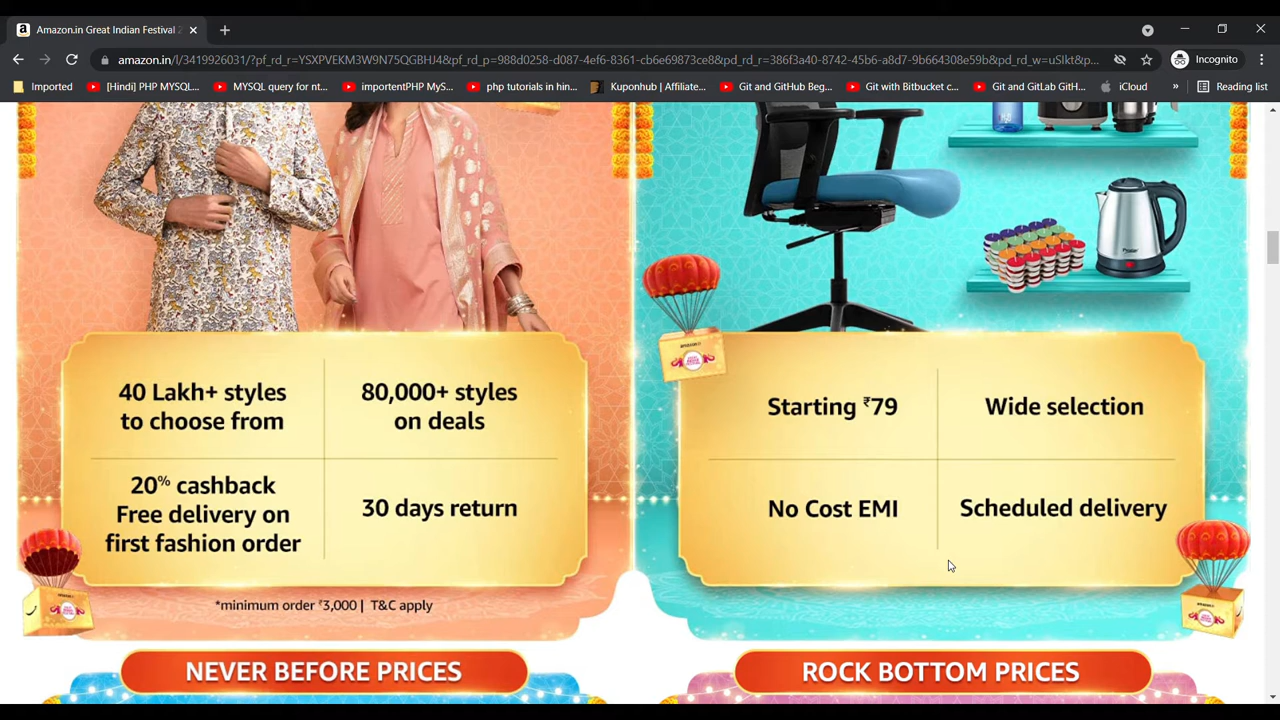 Amazon.in Great Indian Festival
amazon.in/l/3419926031/?pf_rd_r=YSXPVEKM3W9N75QGBHJ4&pf_rd_p=988d0258-d087-4ef6-8361-cb6e69873ce8&pd_rd_r=386f3a40-8742-45b6-a8d7-9b664308e59b&pd_rd_w=uSIkt&p...
Incognito
Imported
[Hindi] PHP MYSQL...
MYSQL query for nt...
importentPHP MyS...
php tutorials in hin...
Kuponhub | Affiliate...
Git and GitHub Beg...
Git with Bitbucket c...
Git and GitLab GitH...
iCloud
»
Reading list
40 Lakh+ styles
to choose from
80,000+ styles
on deals
20% cashback
Free delivery on
first fashion order
30 days return
*minimum order ₹3,000 | T&C apply
Starting ₹79
Wide selection
No Cost EMI
Scheduled delivery
NEVER BEFORE PRICES
ROCK BOTTOM PRICES